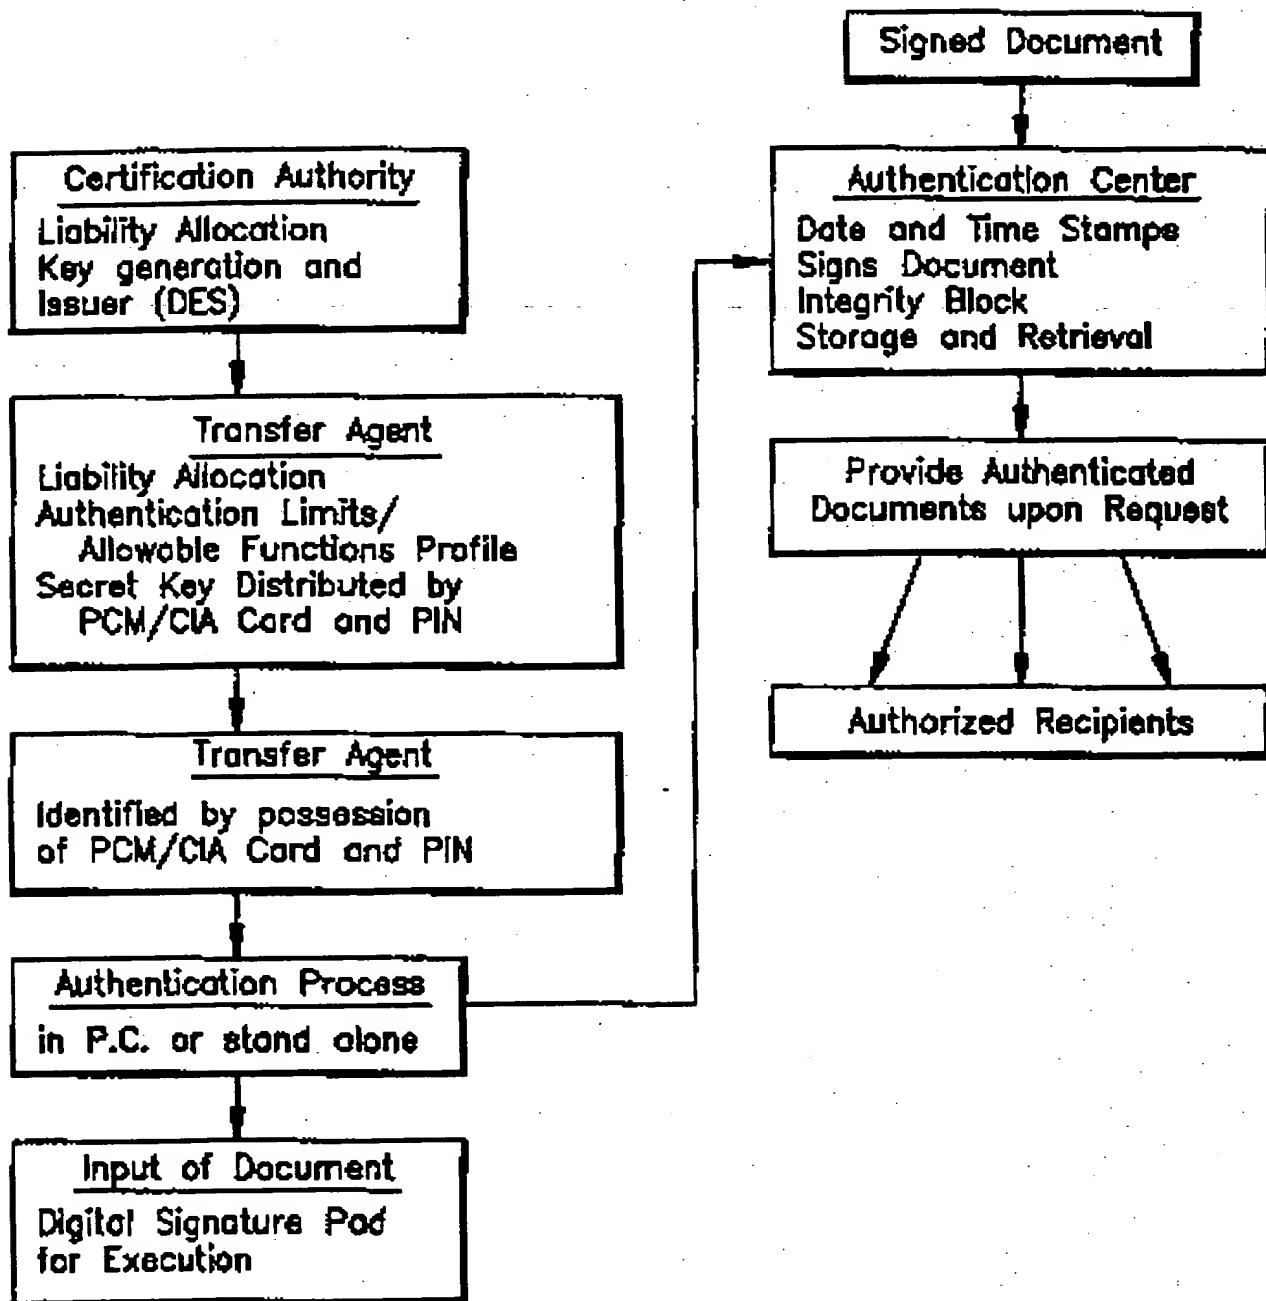 Signed Document
Certification Authority
Liability Allocation
Key generation and
Issuer (DES)
Transfer Agent
Liability Allocation
Authentication Limits/
Allowable Functions Profile
Secret Key Distributed by
PCM/CIA Card and PIN
Transfer Agent
Identified by possession
of PCM/CIA Card and PIN
Authentication Process
in P.C. or stand alone
Input of Document
Digital Signature Pad
for Execution
Authentication Center
Date and Time Stamps
Signs Document
Integrity Block
Storage and Retrieval
Provide Authenticated
Documents upon Request
Authorized Recipients